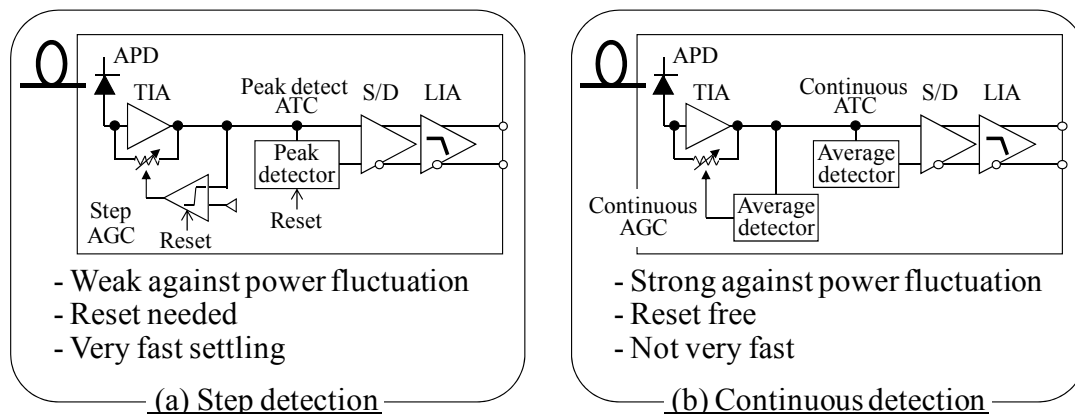 APD
TIA
Peak detect
ATC
S/D
LIA
Peak
detector
Step
AGC
Reset
Reset
- Weak against power fluctuation
- Reset needed
- Very fast settling
(a) Step detection
APD
TIA
Continuous
ATC
S/D
LIA
Average
detector
Continuous
AGC
Average
detector
- Strong against power fluctuation
- Reset free
- Not very fast
(b) Continuous detection